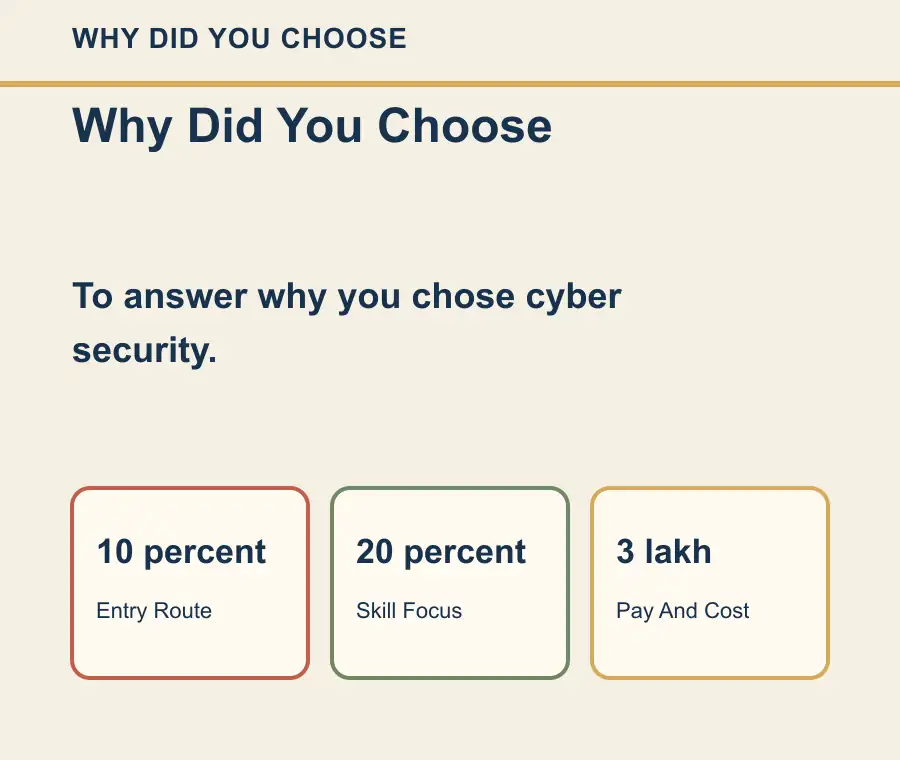 WHY DID YOU CHOOSE
Why Did You Choose
To answer why you chose cyber
security.
10 percent
Entry Route
20 percent
Skill Focus
3 lakh
Pay And Cost